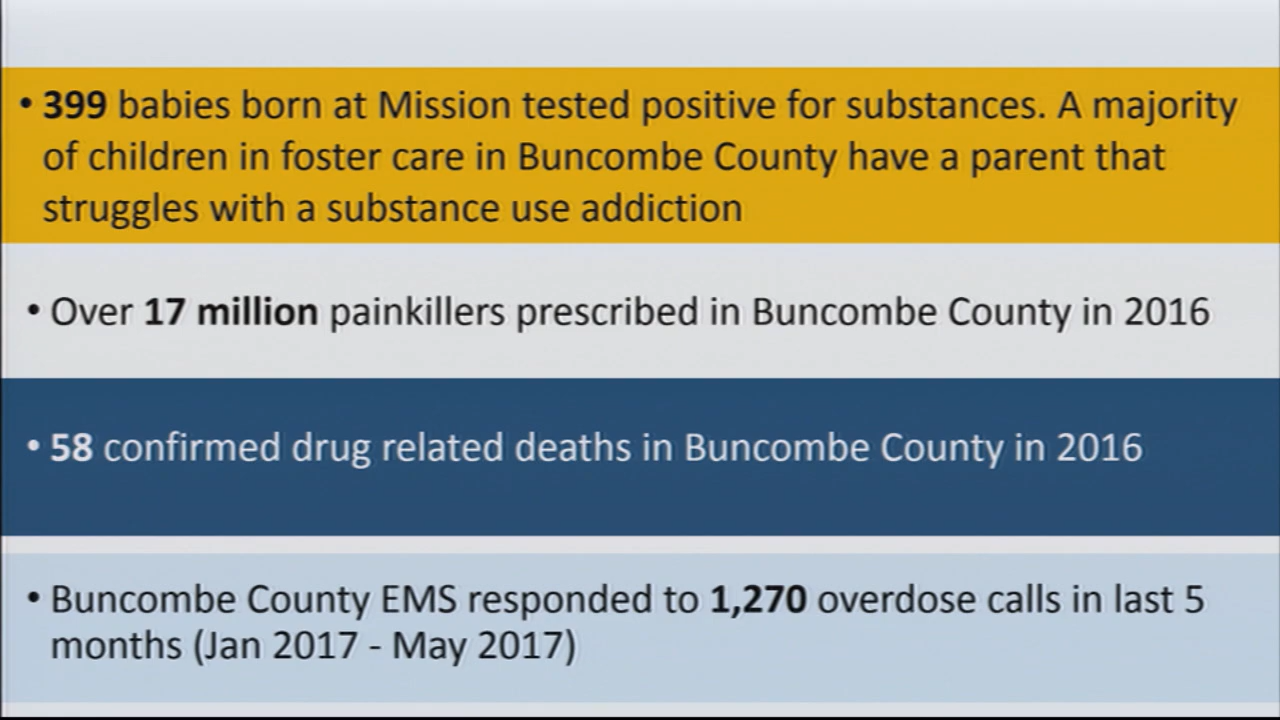 • 399 babies born at Mission tested positive for substances. A majority
of children in foster care in Buncombe County have a parent that
struggles with a substance use addiction
• Over 17 million painkillers prescribed in Buncombe County in 2016
• 58 confirmed drug related deaths in Buncombe County in 2016
• Buncombe County EMS responded to 1,270 overdose calls in last 5
months (Jan 2017 - May 2017)